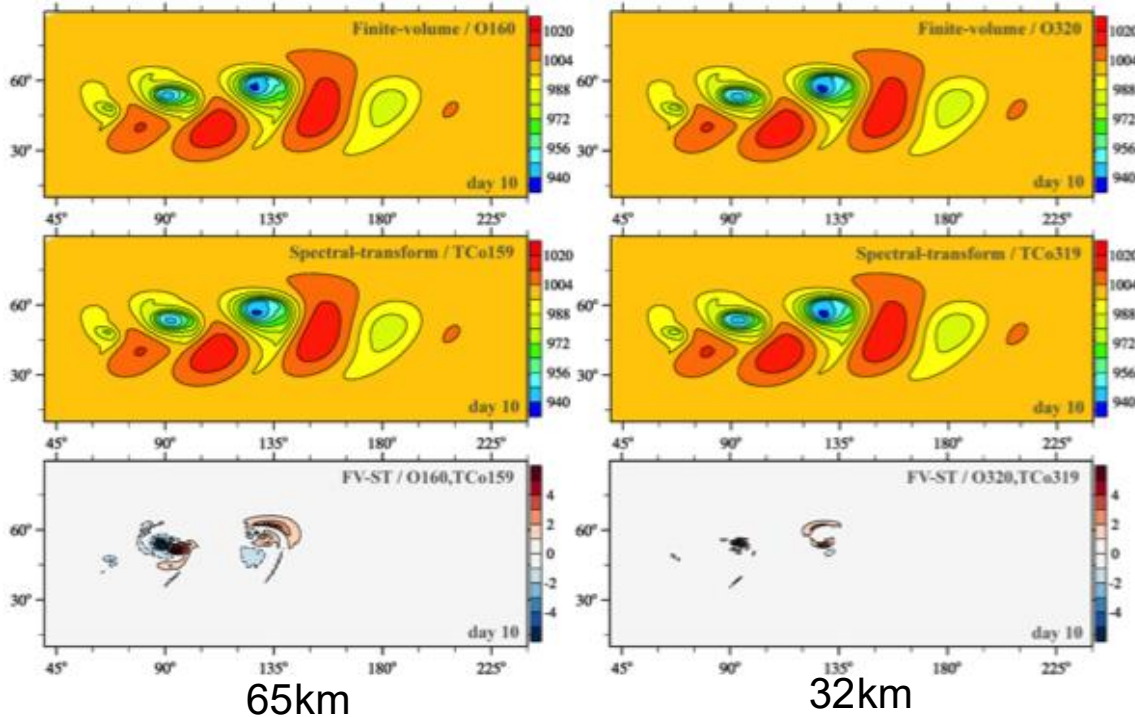 Finite-volume / O160
1020
1004
988
972
956
940
60°
30°
day 10
45° 90° 135° 180° 225°
Finite-volume / O320
1020
1004
988
972
956
940
60°
30°
day 10
45° 90° 135° 180° 225°
Spectral-transform / TCo159
1020
1004
988
972
956
940
60°
30°
day 10
45° 90° 135° 180° 225°
Spectral-transform / TCo319
1020
1004
988
972
956
940
60°
30°
day 10
45° 90° 135° 180° 225°
FV-ST / O160,TCo159
4
2
0
-2
-4
60°
30°
day 10
45° 90° 135° 180° 225°
FV-ST / O320,TCo319
4
2
0
-2
-4
60°
30°
day 10
45° 90° 135° 180° 225°
65km
32km